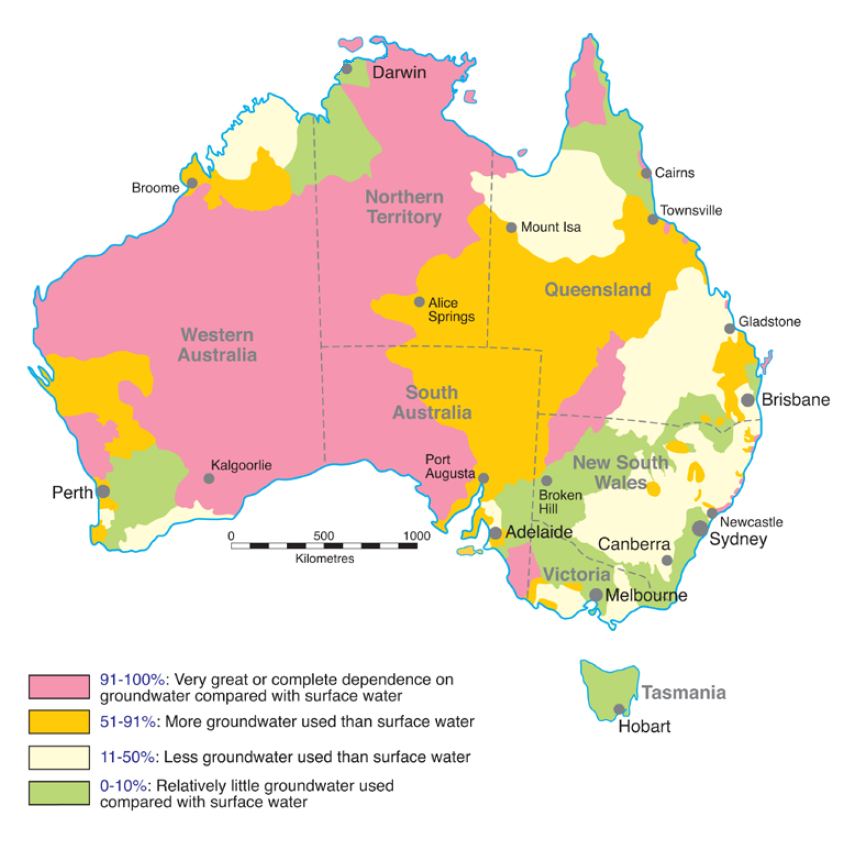 Darwin
Cairns
Broome
Northern
Territory
Townsville
Mount Isa
Queensland
Alice
Springs
Gladstone
Western
Australia
South
Australia
Brisbane
Port
Augusta
Kalgoorlie
New South
Wales
Perth
Broken
Hill
Newcastle
Adelaide
Sydney
Canberra
0 500 1000
Kilometres
Victoria
Melbourne
Tasmania
Hobart
91-100%: Very great or complete dependence on
groundwater compared with surface water
51-91%: More groundwater used than surface water
11-50%: Less groundwater used than surface water
0-10%: Relatively little groundwater used
compared with surface water